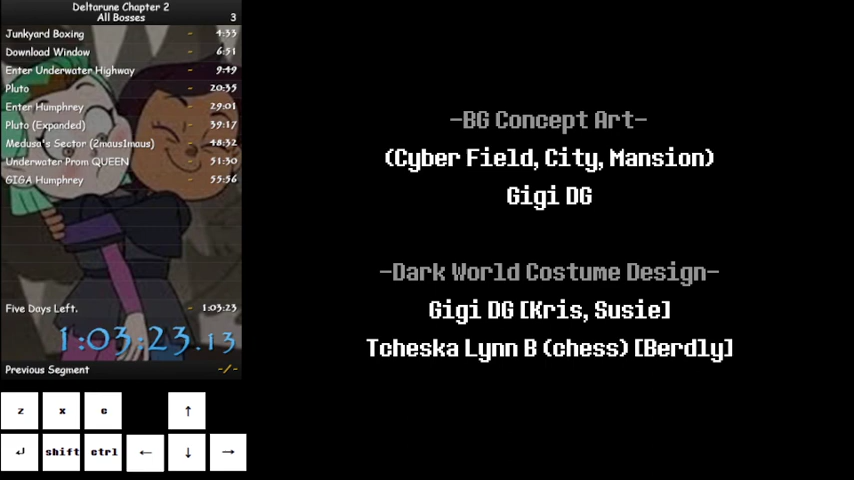 Deltarune Chapter 2
All Bosses 3
Junkyard Boxing - 4:33
Download Window - 6:51
Enter Underwater Highway - 9:49
Pluto - 20:35
Enter Humphrey - 29:01
Pluto (Expanded) - 39:17
Medusa's Sector (2maus1maus) - 48:32
Underwater Prom QUEEN - 51:30
GIGA Humphrey - 55:56
Five Days Left. - 1:03:23
1:03:23.13
Previous Segment -/-
z x c ↑
↵ shift ctrl ← ↓ →
-BG Concept Art-
(Cyber Field, City, Mansion)
Gigi DG
-Dark World Costume Design-
Gigi DG [Kris, Susie]
Tcheska Lynn B (chess) [Berdly]